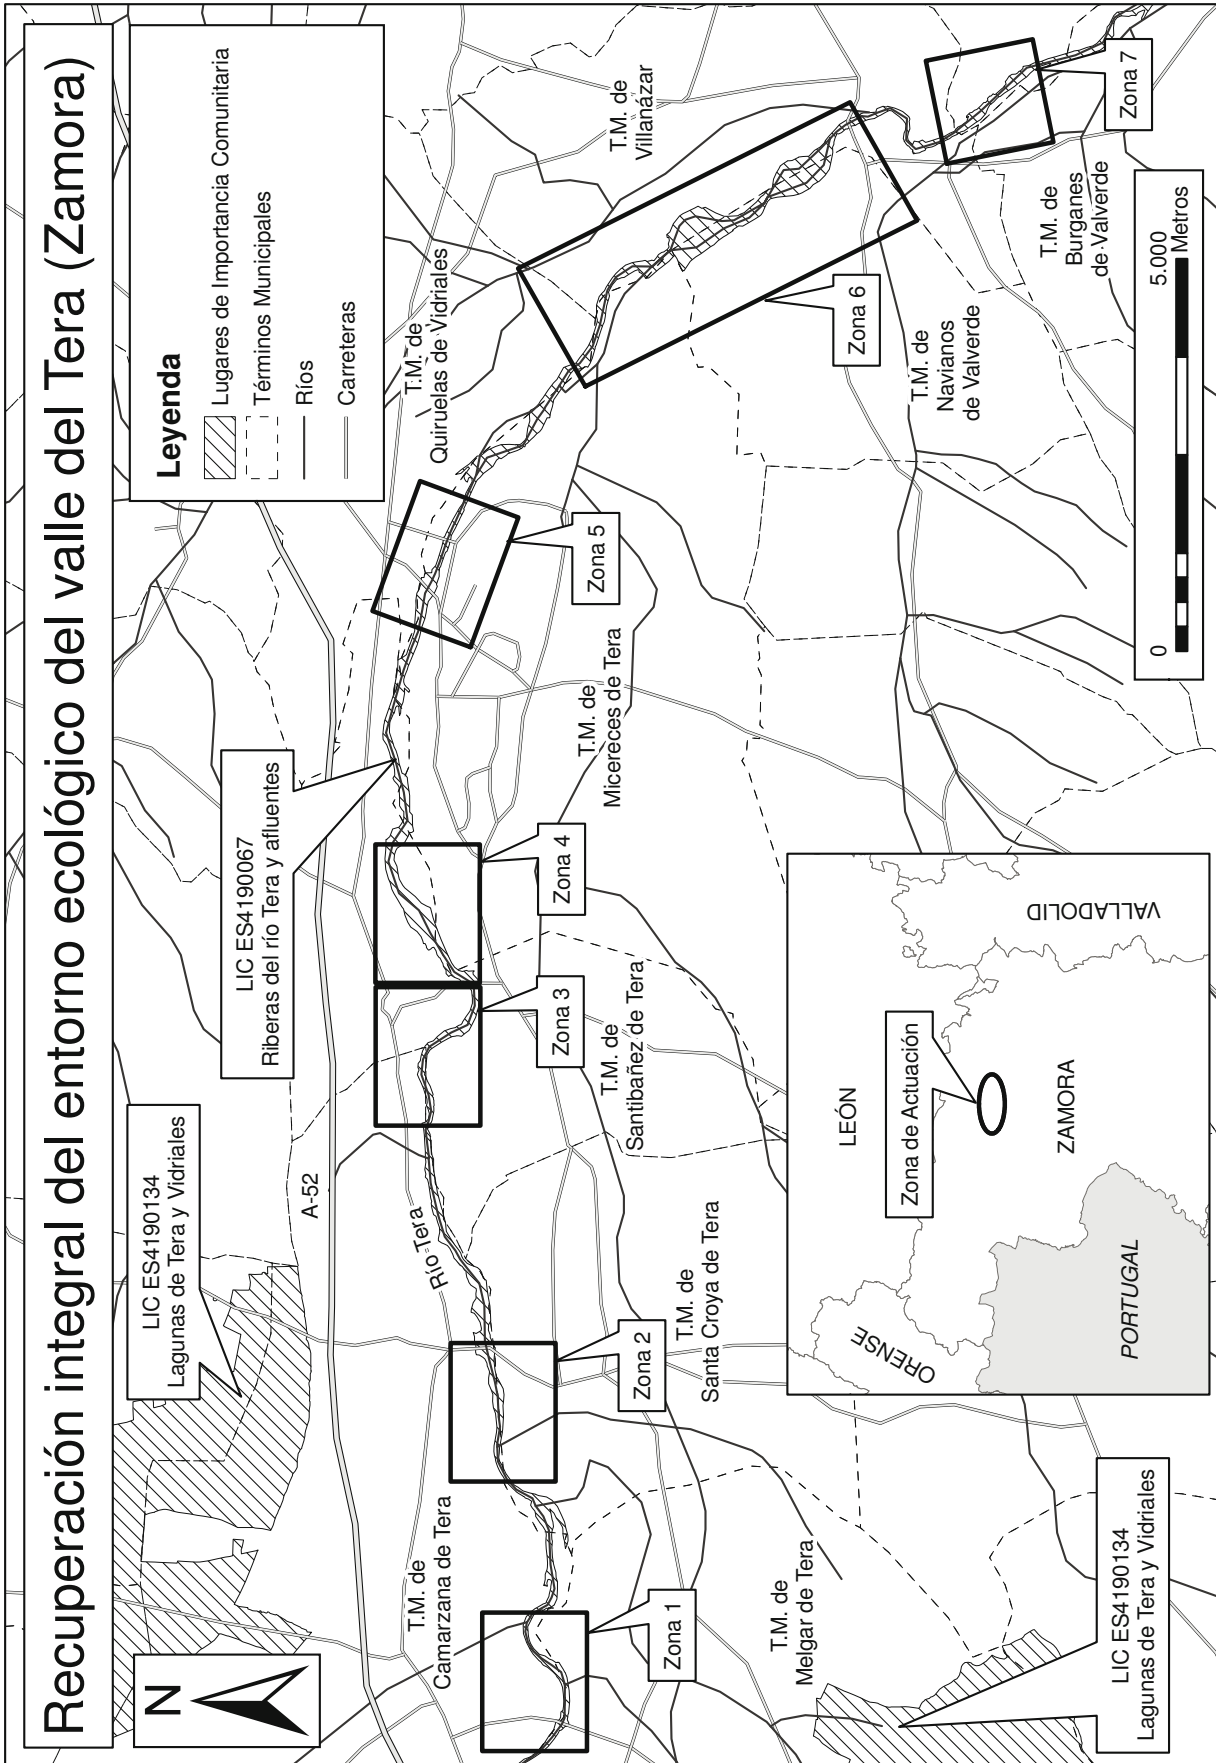 Recuperación integral del entorno ecológico del valle del Tera (Zamora)
N
Leyenda
Lugares de Importancia Comunitaria
Términos Municipales
Ríos
Carreteras
LIC ES4190134
Lagunas de Tera y Vidriales
LIC ES4190067
Riberas del río Tera y afluentes
A-52
Río Tera
T.M. de
Camarzana de Tera
T.M. de
Quiruelas de Vidriales
T.M. de
Villanázar
Zona 1
Zona 2
Zona 3
Zona 4
Zona 5
Zona 6
Zona 7
T.M. de
Melgar de Tera
T.M. de
Santa Croya de Tera
T.M. de
Santibañez de Tera
T.M. de
Micereces de Tera
T.M. de
Navianos
de Valverde
T.M. de
Burganes
de Valverde
LIC ES4190134
Lagunas de Tera y Vidriales
ORENSE
LEÓN
Zona de Actuación
VALLADOLID
ZAMORA
PORTUGAL
0
5.000
Metros